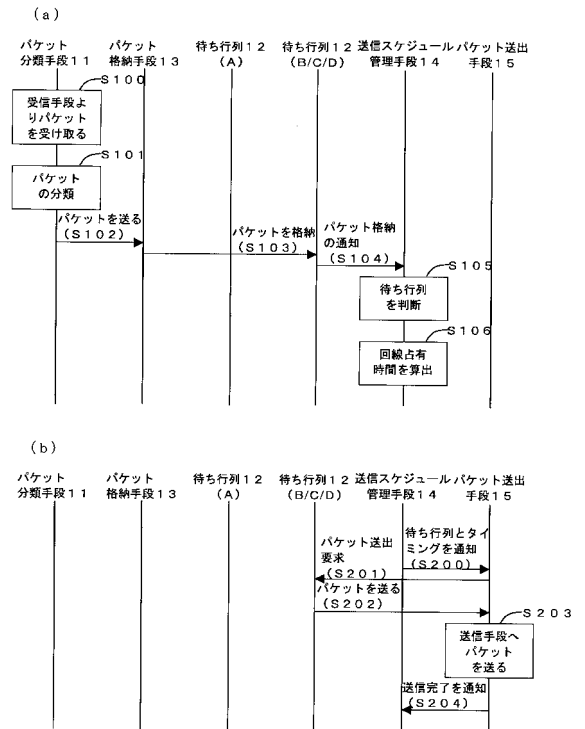 (a)
パケット
分類手段11
パケット
格納手段13
待ち行列12
(A)
待ち行列12
(B/C/D)
送信スケジュール
管理手段14
パケット送出
手段15
S100
受信手段よ
りパケット
を受け取る
S101
パケット
の分類
パケットを送る
(S102)
パケットを格納
(S103)
パケット格納
の通知
(S104)
S105
待ち行列
を判断
S106
回線占有
時間を算出
(b)
パケット
分類手段11
パケット
格納手段13
待ち行列12
(A)
待ち行列12
(B/C/D)
送信スケジュール
管理手段14
パケット送出
手段15
待ち行列とタイ
ミングを通知
(S200)
パケット送出
要求
(S201)
パケットを送る
(S202)
S203
送信手段へ
パケット
を送る
送信完了を通知
(S204)